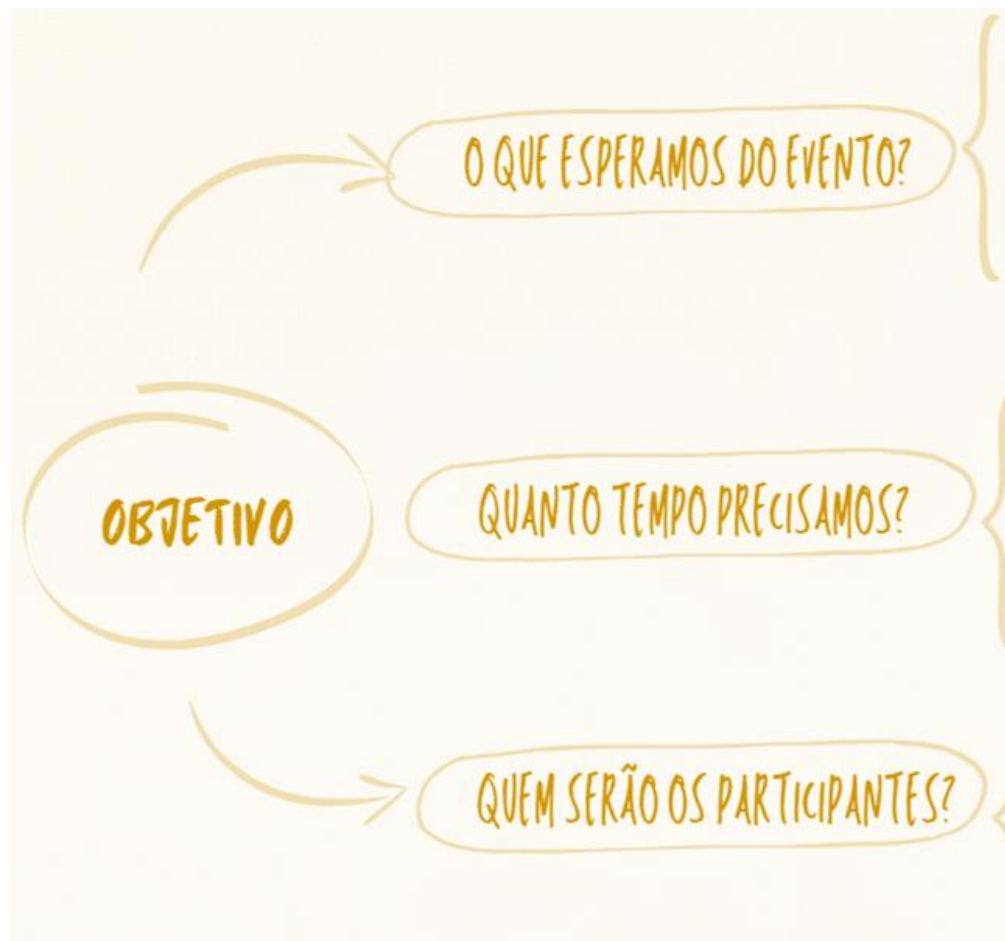 O QUE ESPERAMOS DO EVENTO?
OBJETIVO
QUANTO TEMPO PRECISAMOS?
QUEM SERÃO OS PARTICIPANTES?